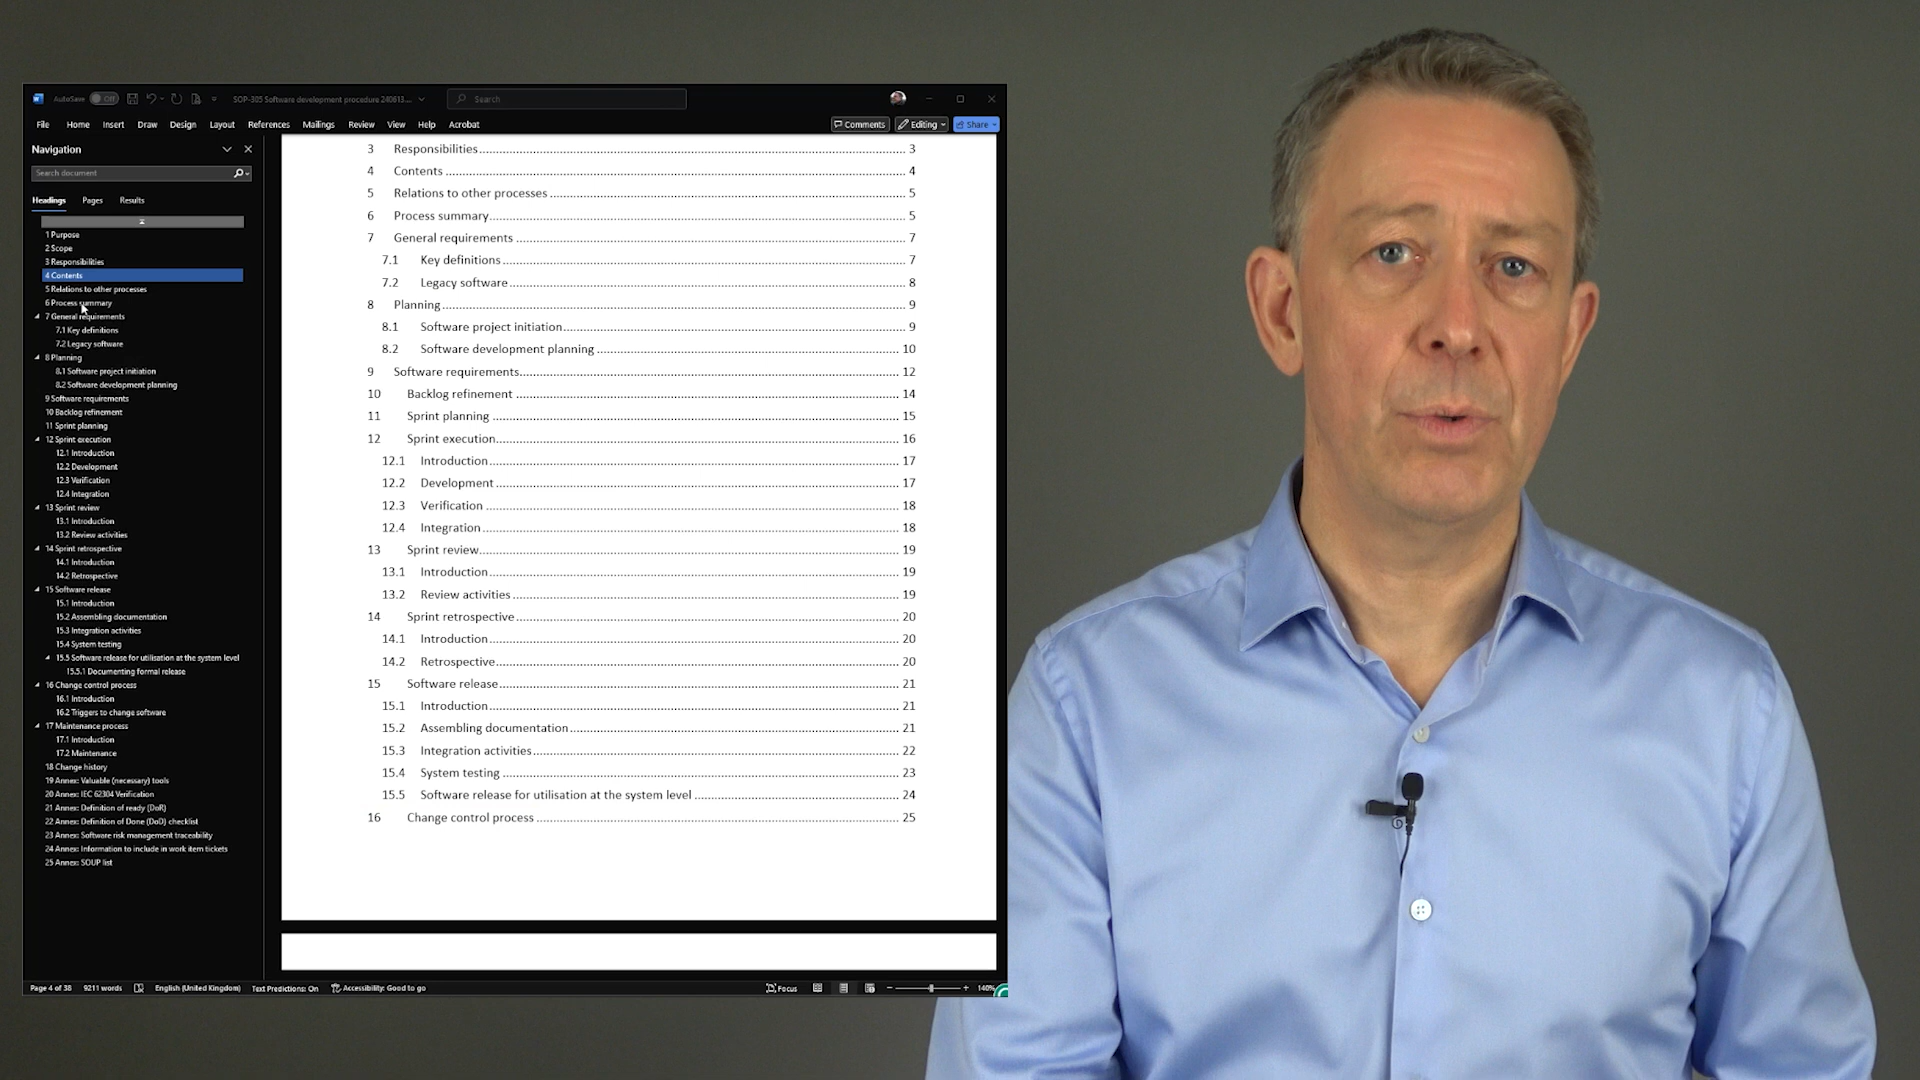 AutoSave Off SOP-305 Software development procedure 240613... Search
File Home Insert Draw Design Layout References Mailings Review View Help Acrobat Comments Editing Share
Navigation
Search document
Headings Pages Results
1 Purpose
2 Scope
3 Responsibilities
4 Contents
5 Relations to other processes
6 Process summary
7 General requirements
7.1 Key definitions
7.2 Legacy software
8 Planning
8.1 Software project initiation
8.2 Software development planning
9 Software requirements
10 Backlog refinement
11 Sprint planning
12 Sprint execution
12.1 Introduction
12.2 Development
12.3 Verification
12.4 Integration
13 Sprint review
13.1 Introduction
13.2 Review activities
14 Sprint retrospective
14.1 Introduction
14.2 Retrospective
15 Software release
15.1 Introduction
15.2 Assembling documentation
15.3 Integration activities
15.4 System testing
15.5 Software release for utilisation at the system level
15.5.1 Documenting formal release
16 Change control process
16.1 Introduction
16.2 Triggers to change software
17 Maintenance process
17.1 Introduction
17.2 Maintenance
18 Change history
19 Annex: Valuable (necessary) tools
20 Annex: IEC 62304 Verification
21 Annex: Definition of ready (DoR)
22 Annex: Definition of Done (DoD) checklist
23 Annex: Software risk management traceability
24 Annex: Information to include in work item tickets
25 Annex: SOUP list
3 Responsibilities 3
4 Contents 4
5 Relations to other processes 5
6 Process summary 5
7 General requirements 7
7.1 Key definitions 7
7.2 Legacy software 8
8 Planning 9
8.1 Software project initiation 9
8.2 Software development planning 10
9 Software requirements 12
10 Backlog refinement 14
11 Sprint planning 15
12 Sprint execution 16
12.1 Introduction 17
12.2 Development 17
12.3 Verification 18
12.4 Integration 18
13 Sprint review 19
13.1 Introduction 19
13.2 Review activities 19
14 Sprint retrospective 20
14.1 Introduction 20
14.2 Retrospective 20
15 Software release 21
15.1 Introduction 21
15.2 Assembling documentation 21
15.3 Integration activities 22
15.4 System testing 23
15.5 Software release for utilisation at the system level 24
16 Change control process 25
Page 4 of 38 9211 words English (United Kingdom) Text Predictions: On Accessibility: Good to go Focus 140%